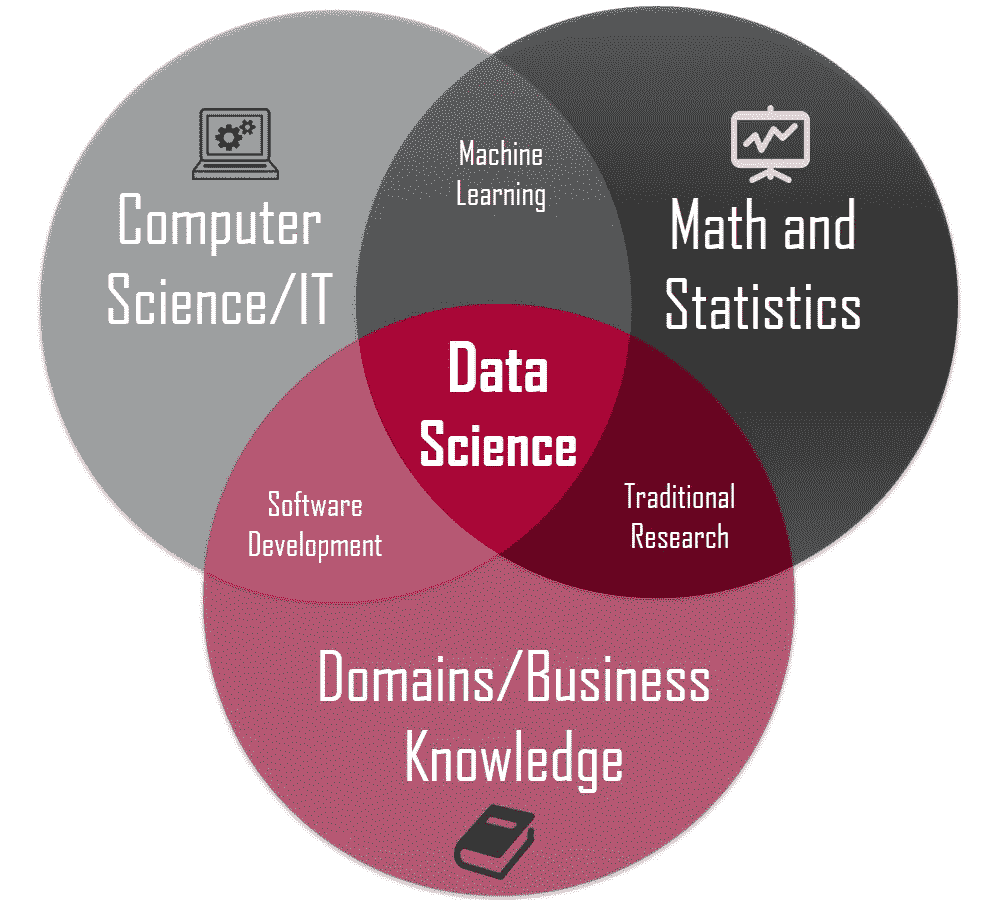 Machine
Learning
Computer
Science/IT
Math and
Statistics
Data
Science
Software
Development
Traditional
Research
Domains/Business
Knowledge